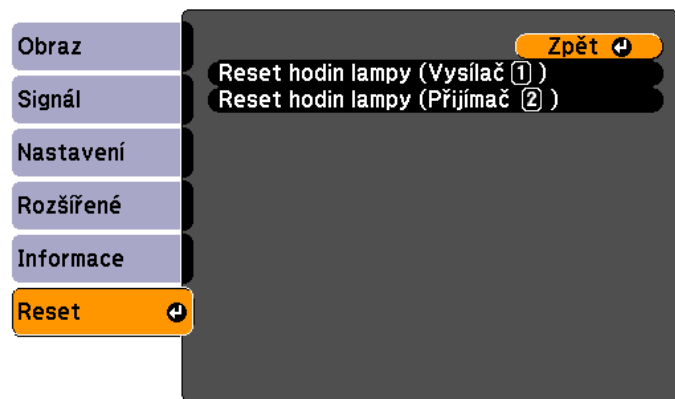 Obraz
Signál
Nastavení
Rozšířené
Informace
Reset
Zpět
Reset hodin lampy (Vysílač 1 )
Reset hodin lampy (Přijímač 2 )